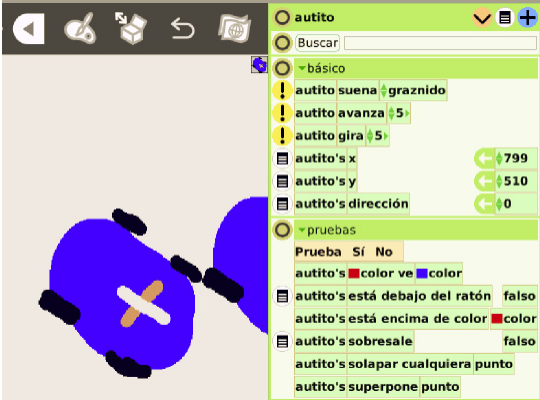 autito
Buscar
básico
! autito suena graznido
! autito avanza 5
! autito gira 5
autito's x 799
autito's y 510
autito's dirección 0
pruebas
Prueba Sí No
autito's color ve color
autito's está debajo del ratón falso
autito's está encima de color color
autito's sobresale falso
autito's solapar cualquiera punto
autito's superpone punto